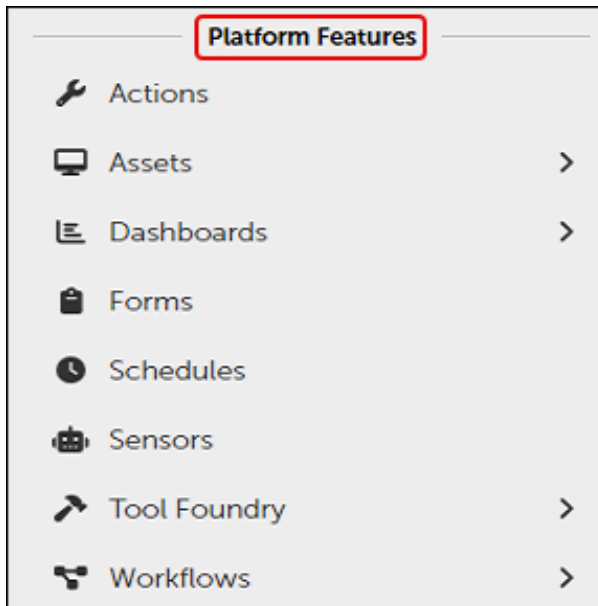 Platform Features
Actions
Assets
Dashboards
Forms
Schedules
Sensors
Tool Foundry
Workflows